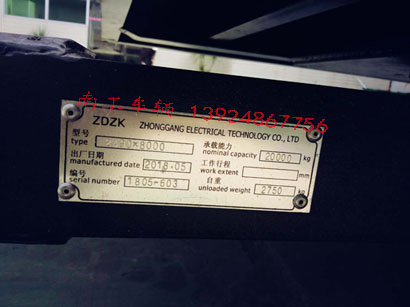 南工车辆 13924867756
ZDZK ZHONGGANG ELECTRICAL TECHNOLOGY CO., LTD
型号 承载能力
type nominal capacity 20000 kg
出厂日期 工作行程
manufactured date 2018.05 work extent mm
编号 自重
serial number 1805-603 unloaded weight 2750 kg